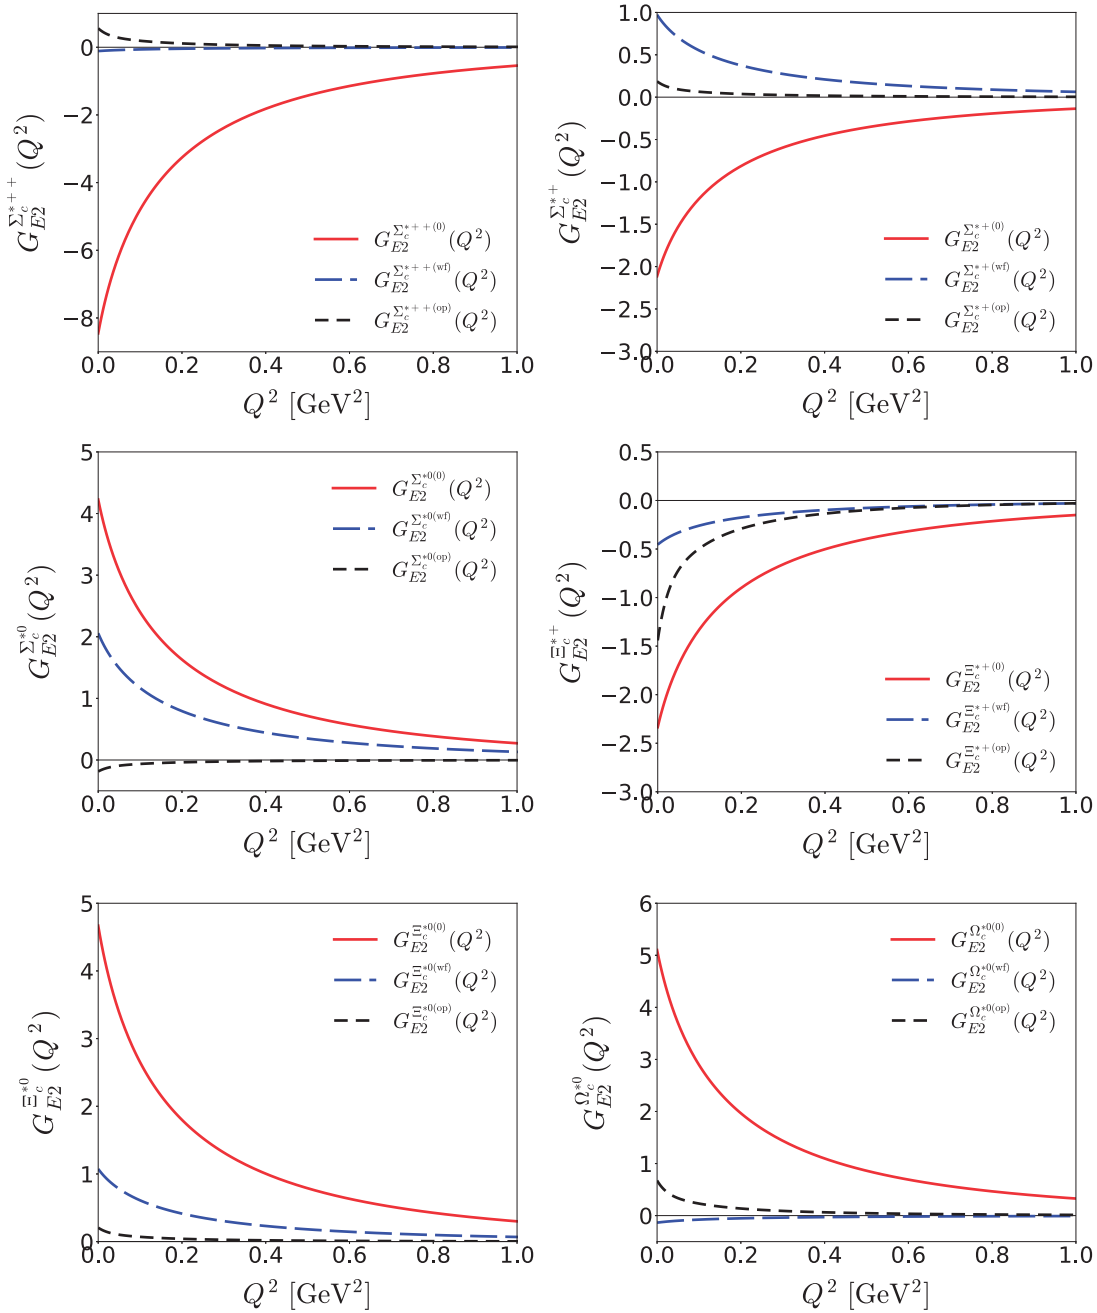 0
−2
−4
−6
−8
0.0 0.2 0.4 0.6 0.8 1.0
Q^2 [GeV^2]
G_{E2}^{Σ_c^{*++}}(Q^2)
G_{E2}^{Σ_c^{*++(0)}}(Q^2)
G_{E2}^{Σ_c^{*++(wf)}}(Q^2)
G_{E2}^{Σ_c^{*++(op)}}(Q^2)
1.0
0.5
0.0
−0.5
−1.0
−1.5
−2.0
−2.5
−3.0
0.0 0.2 0.4 0.6 0.8 1.0
Q^2 [GeV^2]
G_{E2}^{Σ_c^{*+}}(Q^2)
G_{E2}^{Σ_c^{*+(0)}}(Q^2)
G_{E2}^{Σ_c^{*+(wf)}}(Q^2)
G_{E2}^{Σ_c^{*+(op)}}(Q^2)
5
4
3
2
1
0
0.0 0.2 0.4 0.6 0.8 1.0
Q^2 [GeV^2]
G_{E2}^{Σ_c^{*0}}(Q^2)
G_{E2}^{Σ_c^{*0(0)}}(Q^2)
G_{E2}^{Σ_c^{*0(wf)}}(Q^2)
G_{E2}^{Σ_c^{*0(op)}}(Q^2)
0.5
0.0
−0.5
−1.0
−1.5
−2.0
−2.5
−3.0
0.0 0.2 0.4 0.6 0.8 1.0
Q^2 [GeV^2]
G_{E2}^{Ξ_c^{*+}}(Q^2)
G_{E2}^{Ξ_c^{*+(0)}}(Q^2)
G_{E2}^{Ξ_c^{*+(wf)}}(Q^2)
G_{E2}^{Ξ_c^{*+(op)}}(Q^2)
5
4
3
2
1
0
0.0 0.2 0.4 0.6 0.8 1.0
Q^2 [GeV^2]
G_{E2}^{Ξ_c^{*0}}(Q^2)
G_{E2}^{Ξ_c^{*0(0)}}(Q^2)
G_{E2}^{Ξ_c^{*0(wf)}}(Q^2)
G_{E2}^{Ξ_c^{*0(op)}}(Q^2)
6
5
4
3
2
1
0
0.0 0.2 0.4 0.6 0.8 1.0
Q^2 [GeV^2]
G_{E2}^{Ω_c^{*0}}(Q^2)
G_{E2}^{Ω_c^{*0(0)}}(Q^2)
G_{E2}^{Ω_c^{*0(wf)}}(Q^2)
G_{E2}^{Ω_c^{*0(op)}}(Q^2)